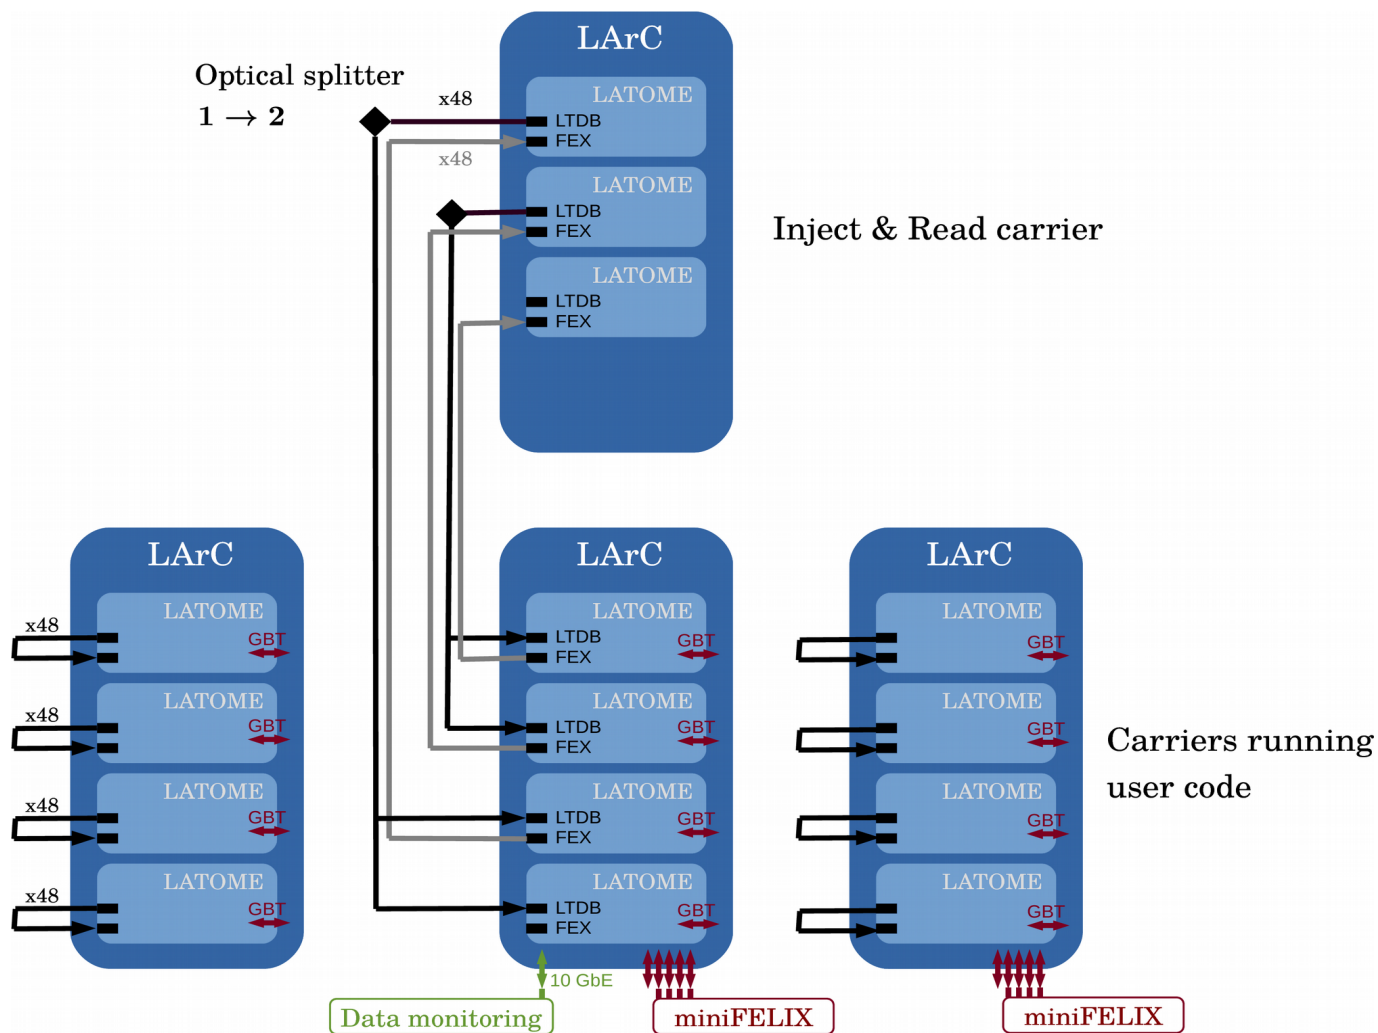 LArC
Optical splitter
1 → 2
x48
x48
LATOME
LTDB
FEX
LATOME
LTDB
FEX
LATOME
LTDB
FEX
Inject & Read carrier
LArC
x48
LATOME
GBT
x48
LATOME
GBT
x48
LATOME
GBT
x48
LATOME
GBT
LArC
LATOME
LTDB
FEX
GBT
LATOME
LTDB
FEX
GBT
LATOME
LTDB
FEX
GBT
LATOME
LTDB
FEX
GBT
10 GbE
Data monitoring
miniFELIX
LArC
LATOME
GBT
LATOME
GBT
LATOME
GBT
LATOME
GBT
miniFELIX
Carriers running
user code